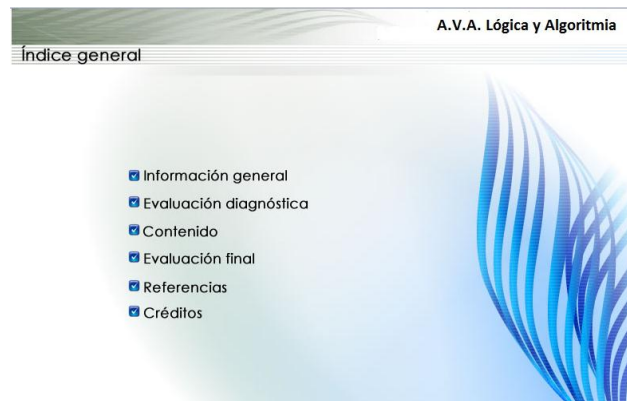 A.V.A. Lógica y Algoritmia
Índice general
Información general
Evaluación diagnóstica
Contenido
Evaluación final
Referencias
Créditos